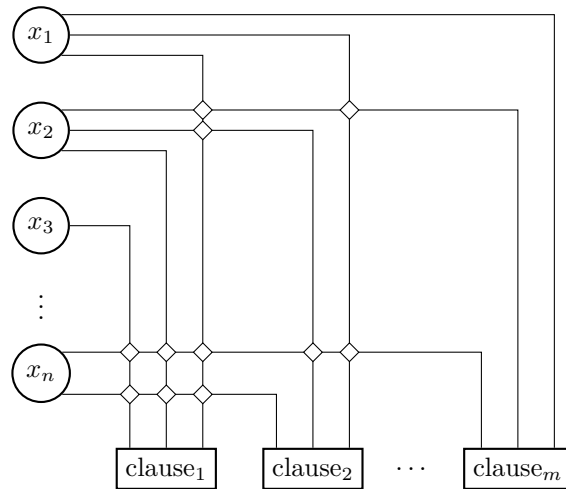 x₁
x₂
x₃
⋮
xₙ
clause₁ clause₂ ⋯ clauseₘ